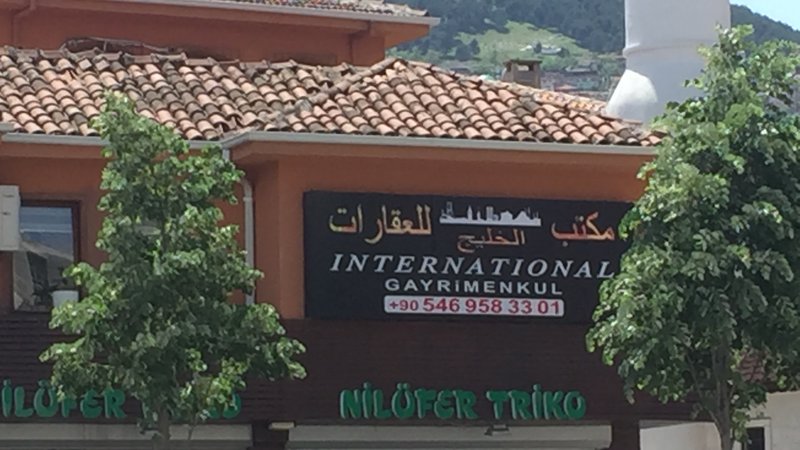 مكتب الخليج للعقارات
INTERNATIONAL
GAYRİMENKUL
+90 546 958 33 01
NİLÜFER TRİKO
NİLÜFER TRİKO